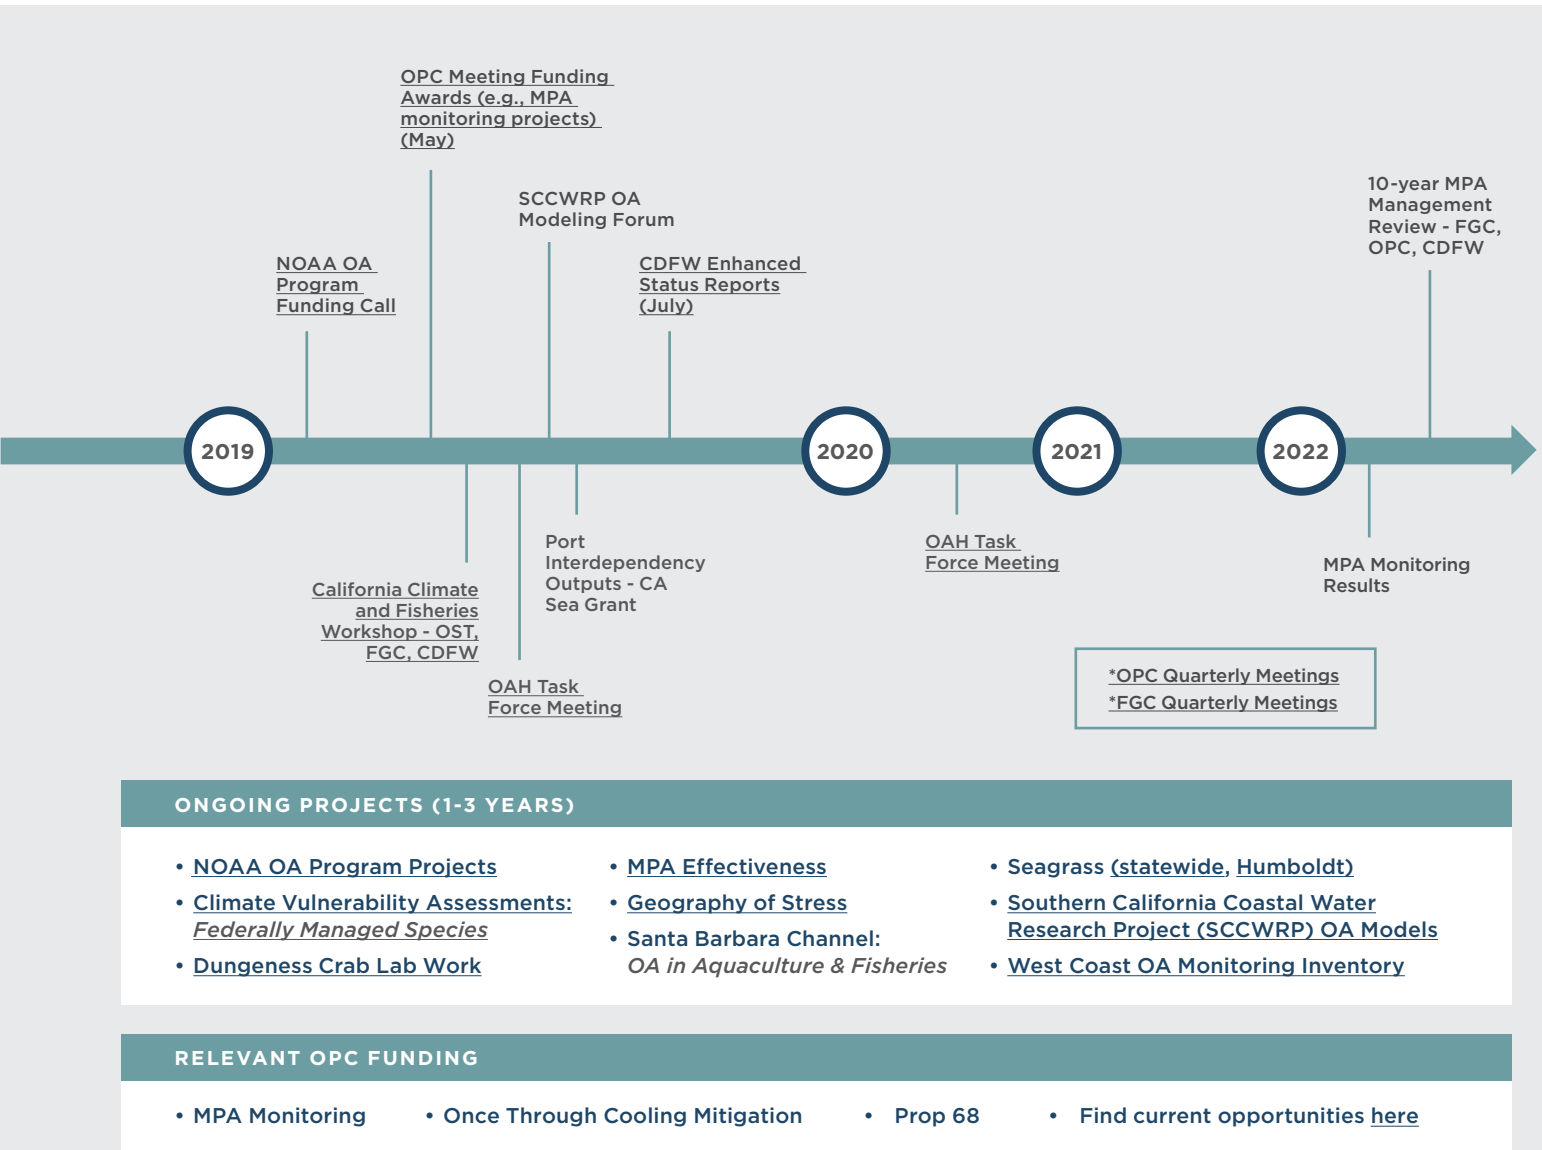 OPC Meeting Funding
Awards (e.g., MPA
monitoring projects)
(May)
SCCWRP OA
Modeling Forum
10-year MPA
Management
Review - FGC,
OPC, CDFW
NOAA OA
Program
Funding Call
CDFW Enhanced
Status Reports
(July)
2019
2020
2021
2022
California Climate
and Fisheries
Workshop - OST,
FGC, CDFW
OAH Task
Force Meeting
Port
Interdependency
Outputs - CA
Sea Grant
OAH Task
Force Meeting
MPA Monitoring
Results
*OPC Quarterly Meetings
*FGC Quarterly Meetings
ONGOING PROJECTS (1-3 YEARS)
• NOAA OA Program Projects
• Climate Vulnerability Assessments:
Federally Managed Species
• Dungeness Crab Lab Work
• MPA Effectiveness
• Geography of Stress
• Santa Barbara Channel:
OA in Aquaculture & Fisheries
• Seagrass (statewide, Humboldt)
• Southern California Coastal Water
Research Project (SCCWRP) OA Models
• West Coast OA Monitoring Inventory
RELEVANT OPC FUNDING
• MPA Monitoring
• Once Through Cooling Mitigation
• Prop 68
• Find current opportunities here